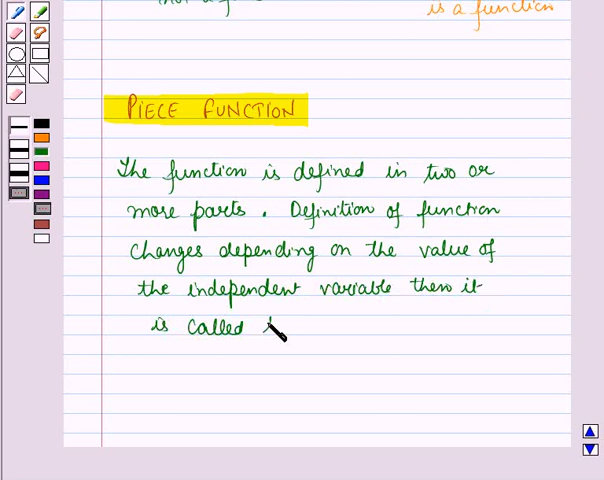 is a function
PIECE FUNCTION
The function is defined in two or
more parts. Definition of function
changes depending on the value of
the independent variable then it
is called